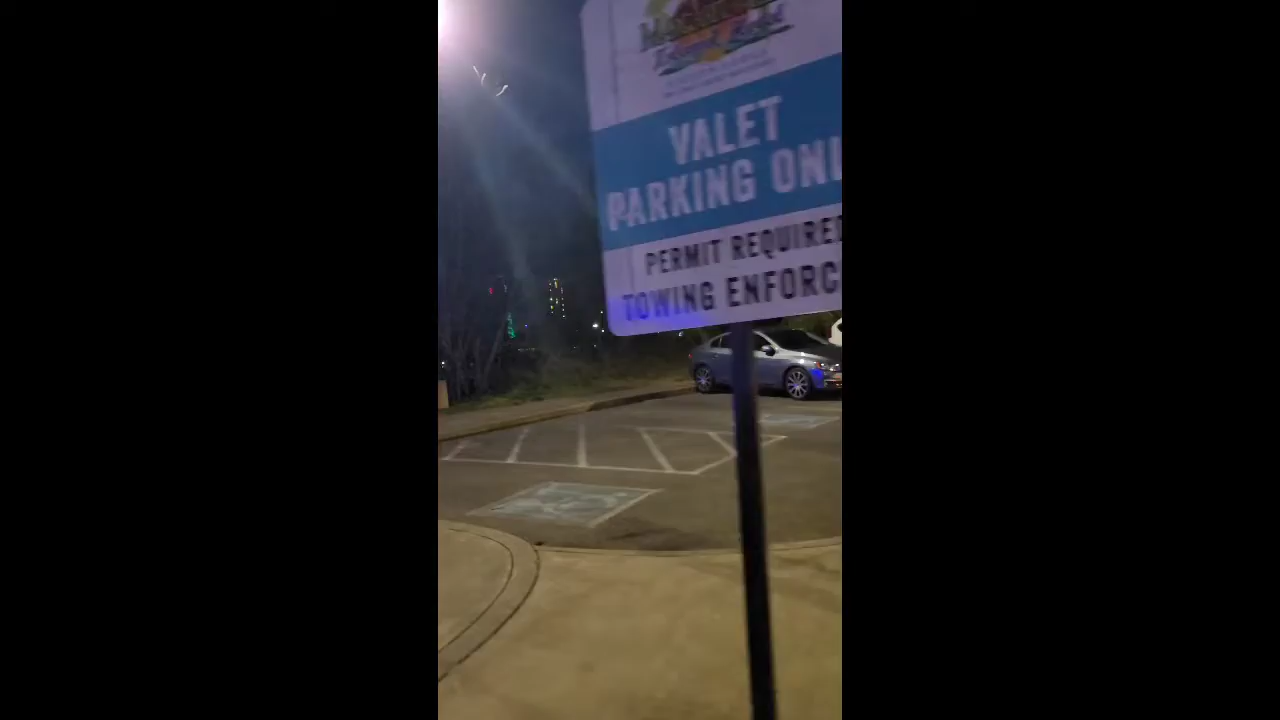 VALET
PARKING ONL
PERMIT REQUIRED
TOWING ENFORC